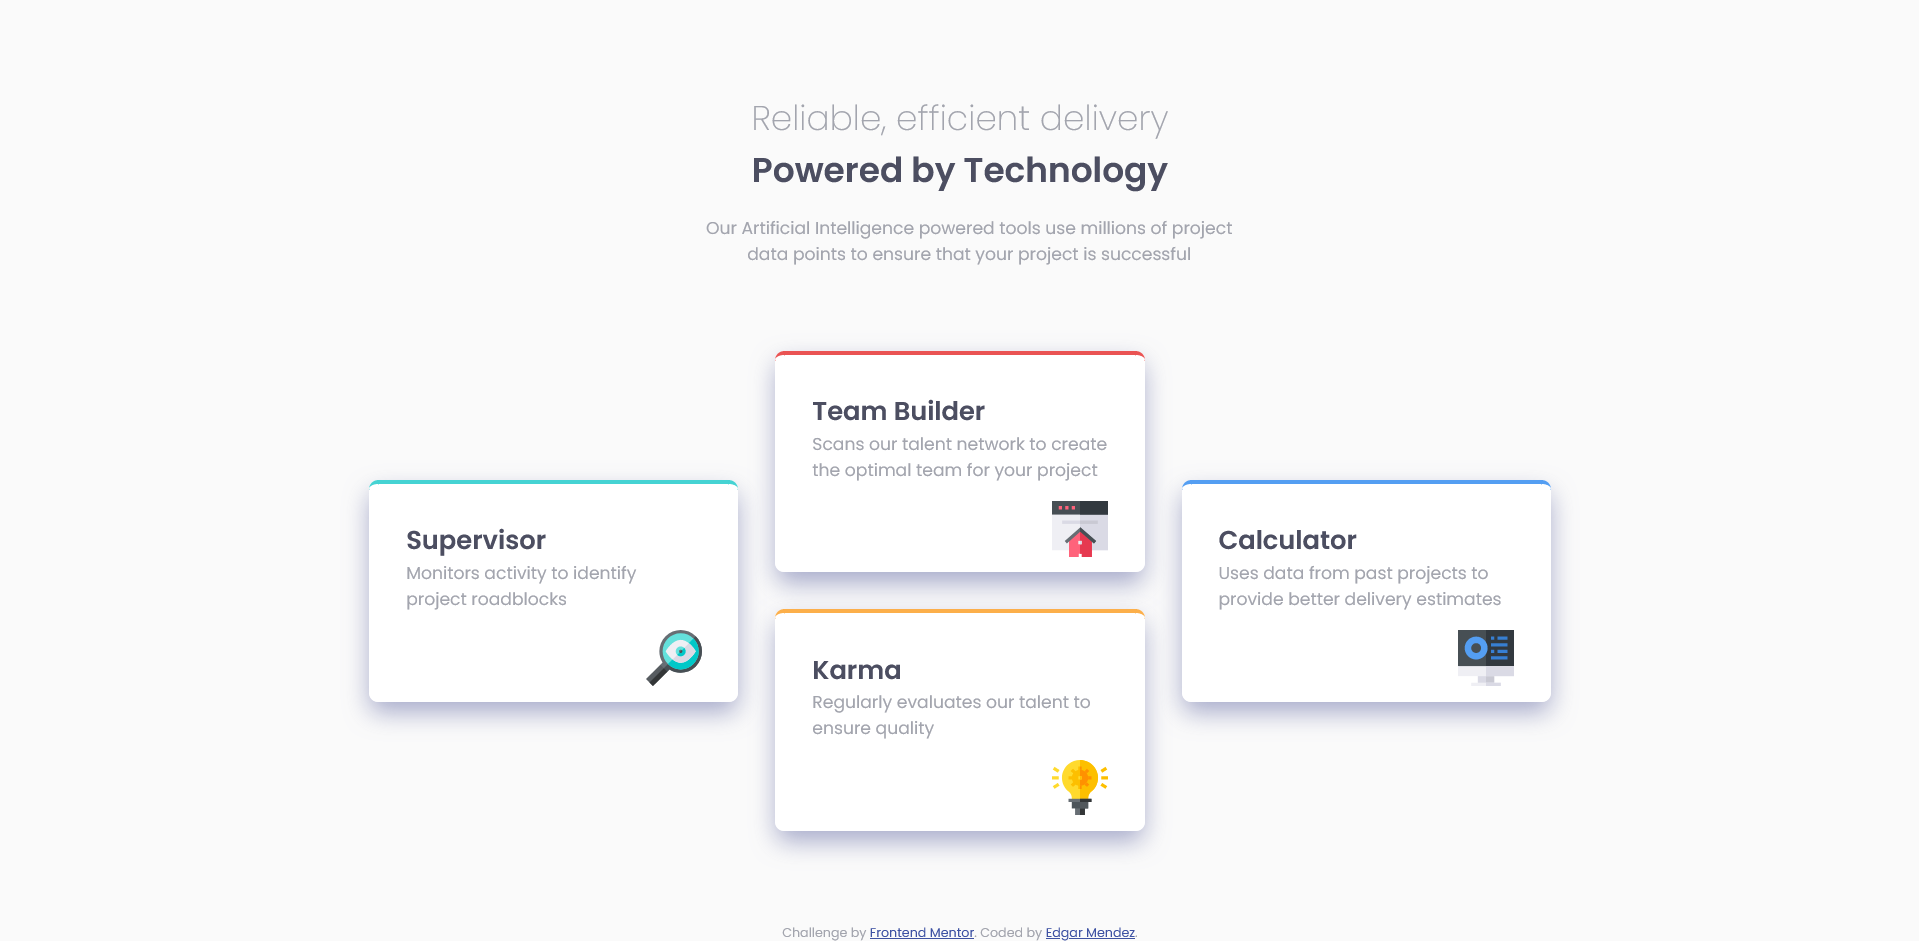 Reliable, efficient delivery
Powered by Technology
Our Artificial Intelligence powered tools use millions of project
data points to ensure that your project is successful
Supervisor
Monitors activity to identify
project roadblocks
Team Builder
Scans our talent network to create
the optimal team for your project
Karma
Regularly evaluates our talent to
ensure quality
Calculator
Uses data from past projects to
provide better delivery estimates
Challenge by Frontend Mentor. Coded by Edgar Mendez.